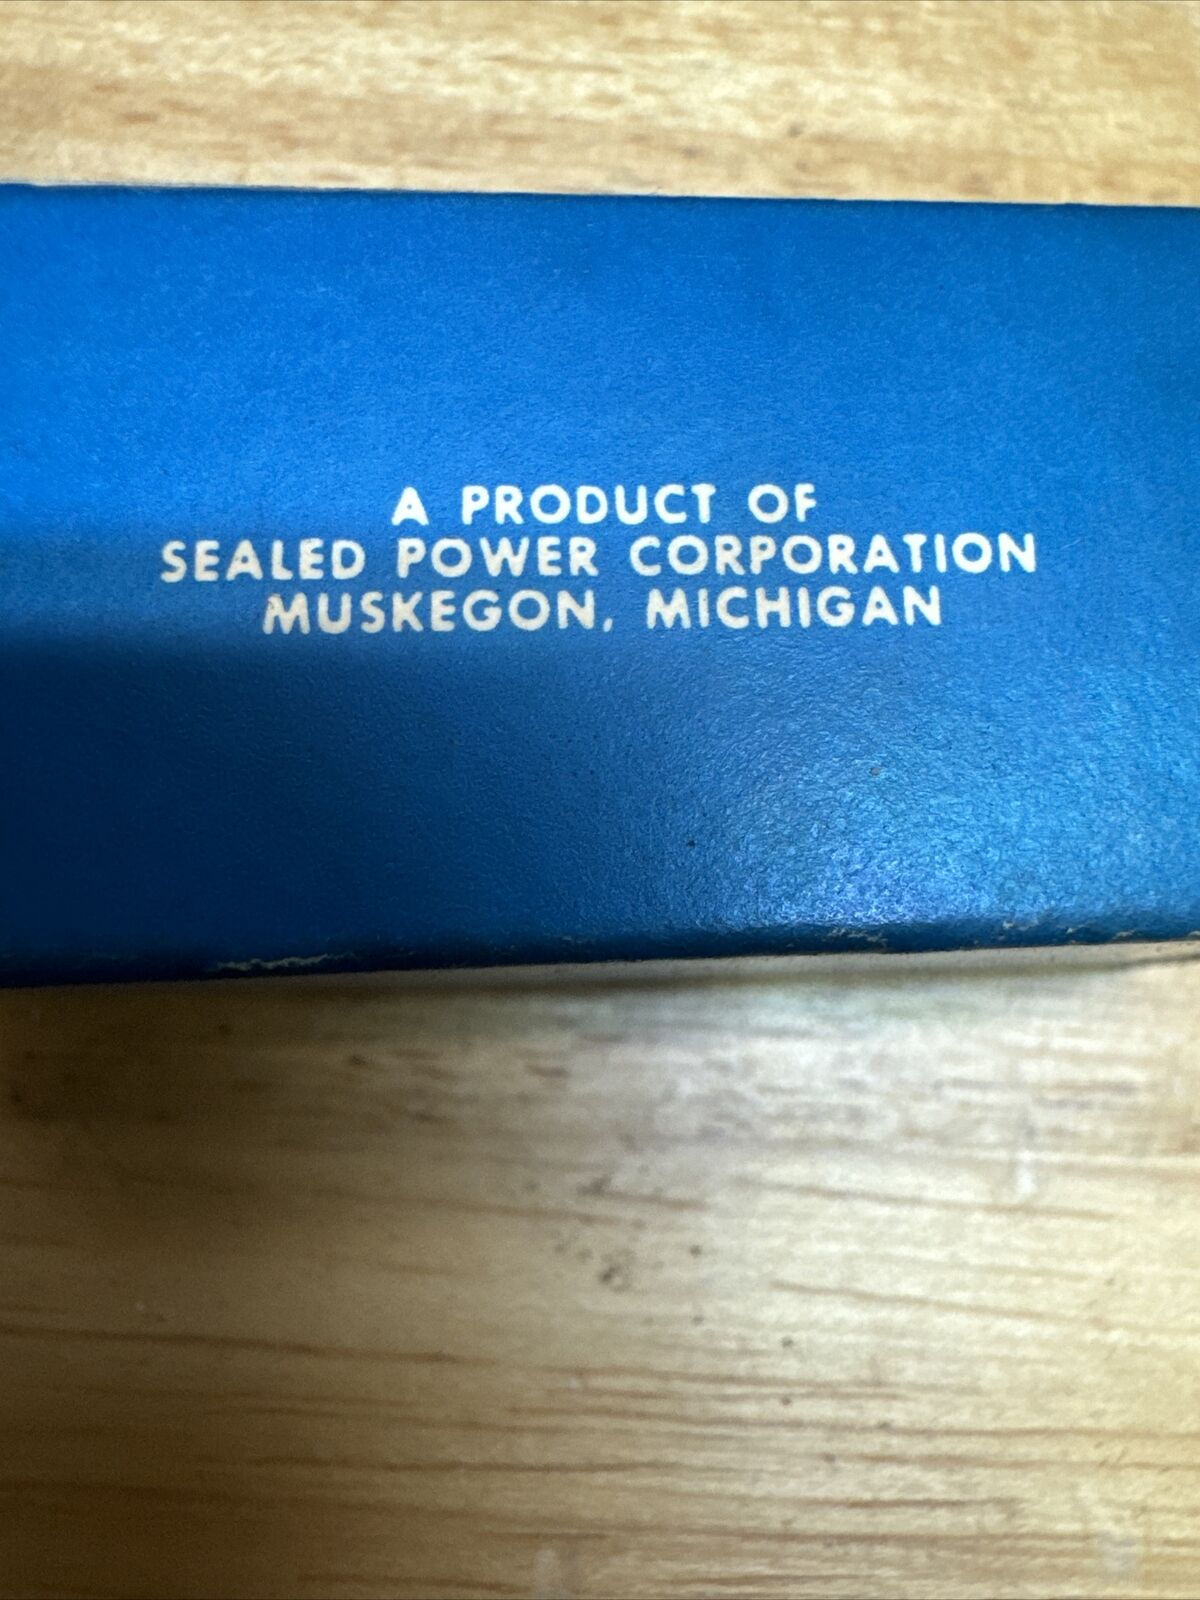 A PRODUCT OF
SEALED POWER CORPORATION
MUSKEGON, MICHIGAN